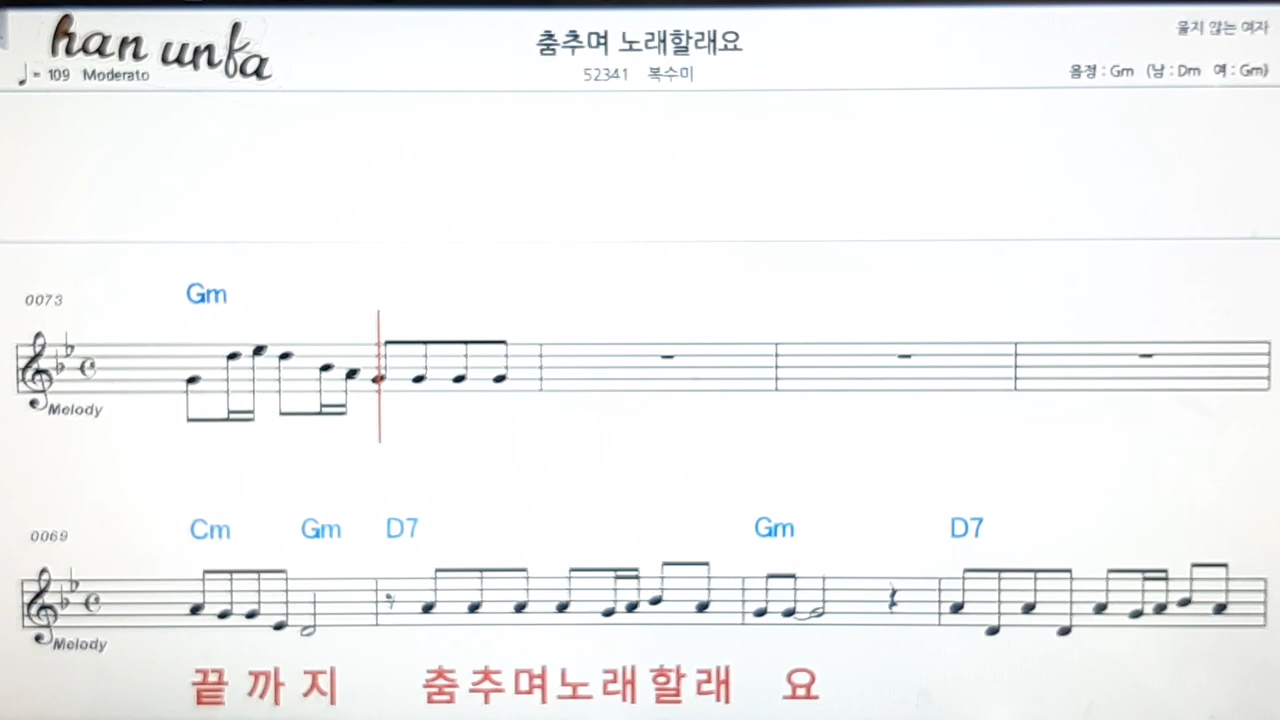 han unfa
춤추며 노래할래요
울지 않는 여자
♩= 109 Moderato
52341 복수미
음정 : Gm (남 : Dm 여 : Gm)
Gm
0073
Melody
Cm Gm D7 Gm D7
0069
Melody
끝까지 춤추며노래할래 요